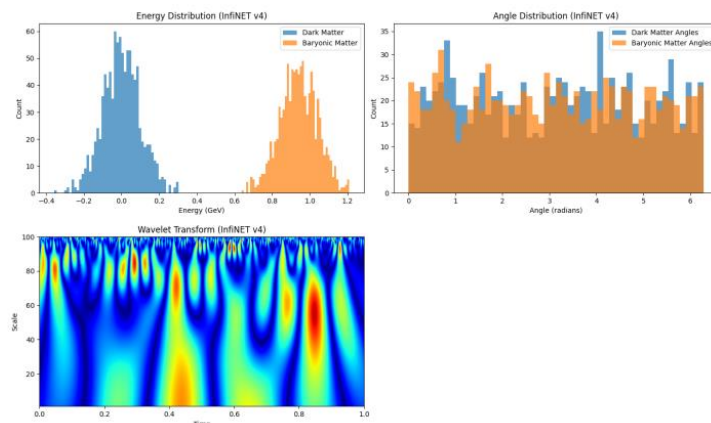 Energy Distribution (InfiNET v4)
Dark Matter
Baryonic Matter
60
50
40
30
20
10
0
Count
−0.4 −0.2 0.0 0.2 0.4 0.6 0.8 1.0 1.2
Energy (GeV)
Angle Distribution (InfiNET v4)
Dark Matter Angles
Baryonic Matter Angles
35
30
25
20
15
10
5
0
Count
0 1 2 3 4 5 6
Angle (radians)
Wavelet Transform (InfiNET v4)
100
80
60
40
20
Scale
0.0 0.2 0.4 0.6 0.8 1.0